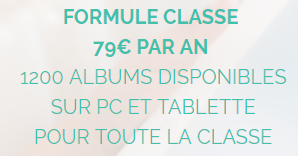 FORMULE CLASSE
79€ PAR AN
1200 ALBUMS DISPONIBLES
SUR PC ET TABLETTE
POUR TOUTE LA CLASSE